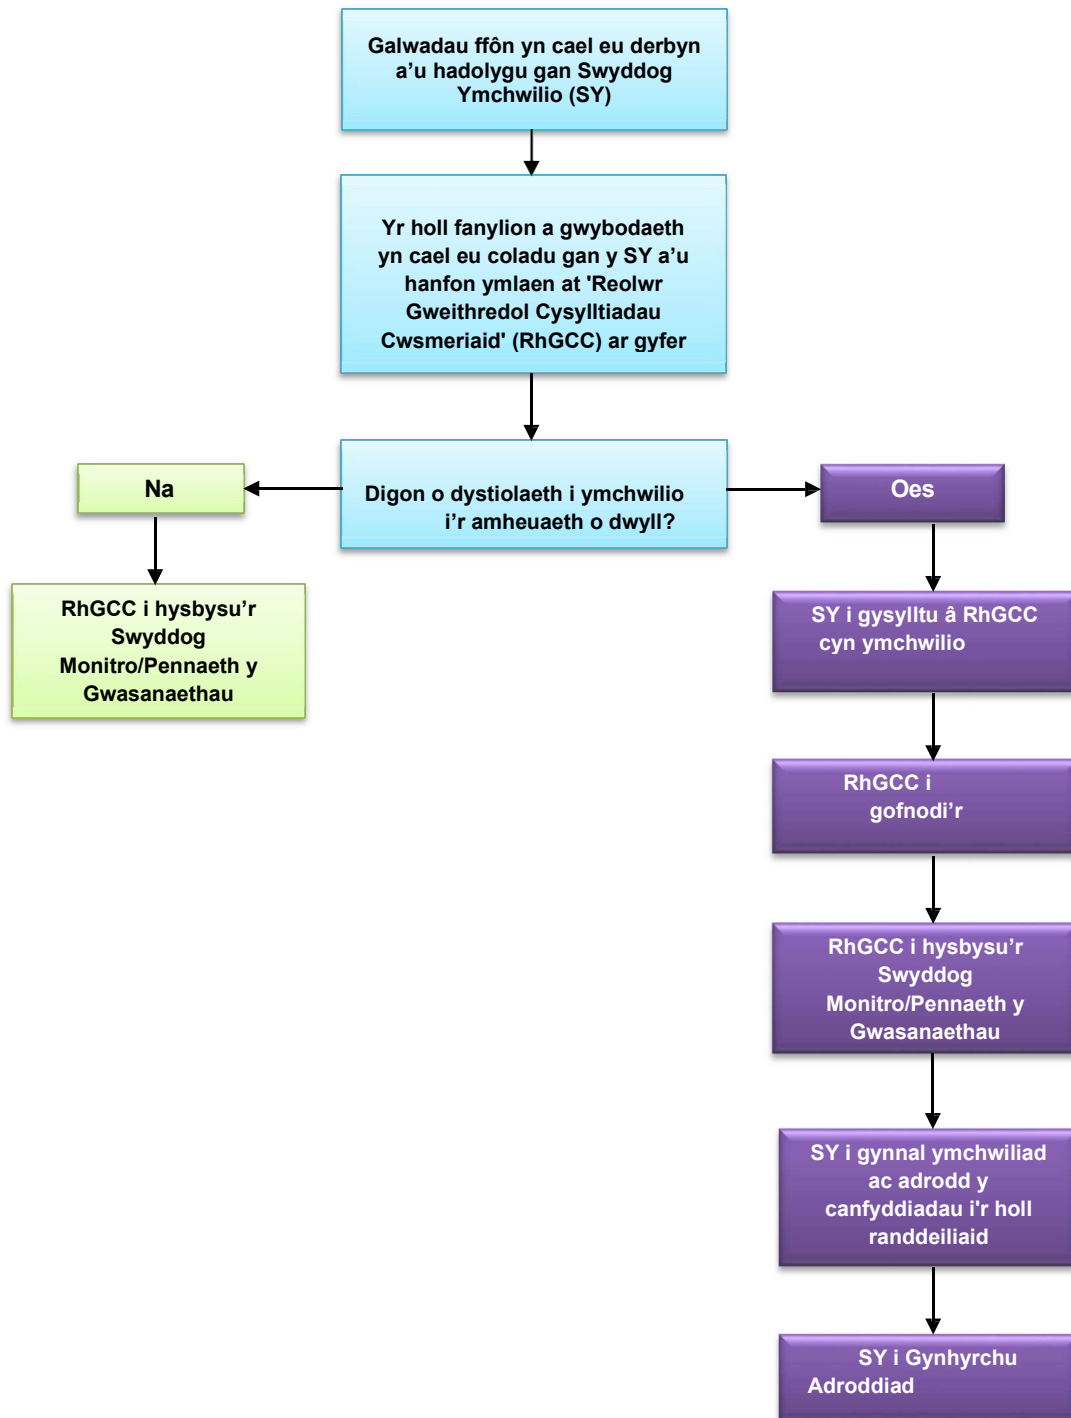 Galwadau ffôn yn cael eu derbyn
a’u hadolygu gan Swyddog
Ymchwilio (SY)
Yr holl fanylion a gwybodaeth
yn cael eu coladu gan y SY a’u
hanfon ymlaen at 'Reolwr
Gweithredol Cysylltiadau
Cwsmeriaid' (RhGCC) ar gyfer
Digon o dystiolaeth i ymchwilio
i’r amheuaeth o dwyll?
Na
RhGCC i hysbysu’r
Swyddog
Monitro/Pennaeth y
Gwasanaethau
Oes
SY i gysylltu â RhGCC
cyn ymchwilio
RhGCC i
gofnodi’r
RhGCC i hysbysu’r
Swyddog
Monitro/Pennaeth y
Gwasanaethau
SY i gynnal ymchwiliad
ac adrodd y
canfyddiadau i'r holl
randdeiliaid
SY i Gynhyrchu
Adroddiad